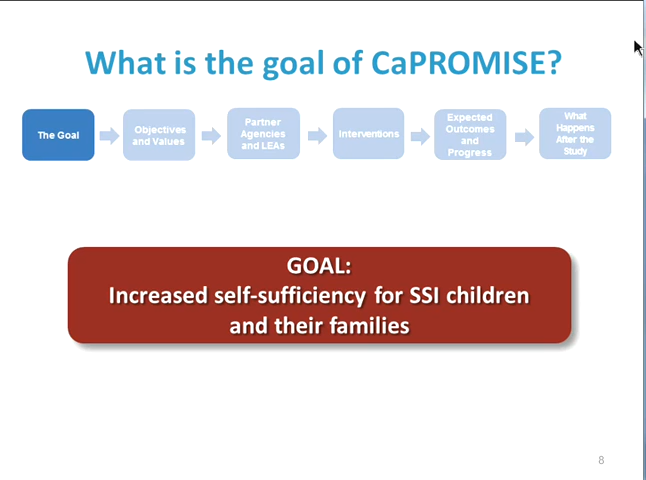 What is the goal of CaPROMISE?
The Goal
Objectives
and Values
Partner
Agencies
and LEAs
Interventions
Expected
Outcomes
and
Progress
What
Happens
After the
Study
GOAL:
Increased self-sufficiency for SSI children
and their families
8